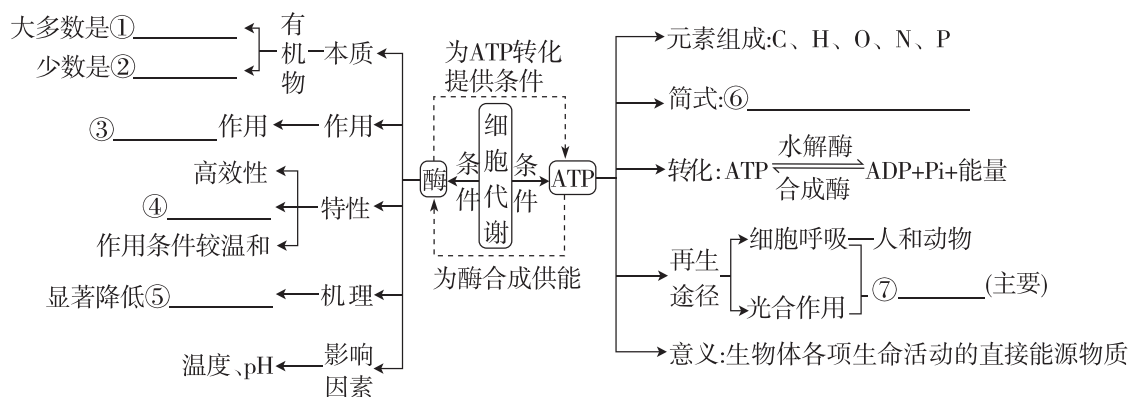 大多数是①
少数是②
有机物
本质
③ 作用
作用
高效性
④
作用条件较温和
特性
显著降低⑤
机理
温度、pH
影响
因素
为ATP转化
提供条件
酶
条件
细胞代谢
条件
ATP
为酶合成供能
元素组成:C、H、O、N、P
简式:⑥
转化:ATP 水解酶 合成酶 ADP+Pi+能量
再生
途径
细胞呼吸
人和动物
光合作用
⑦ (主要)
意义:生物体各项生命活动的直接能源物质